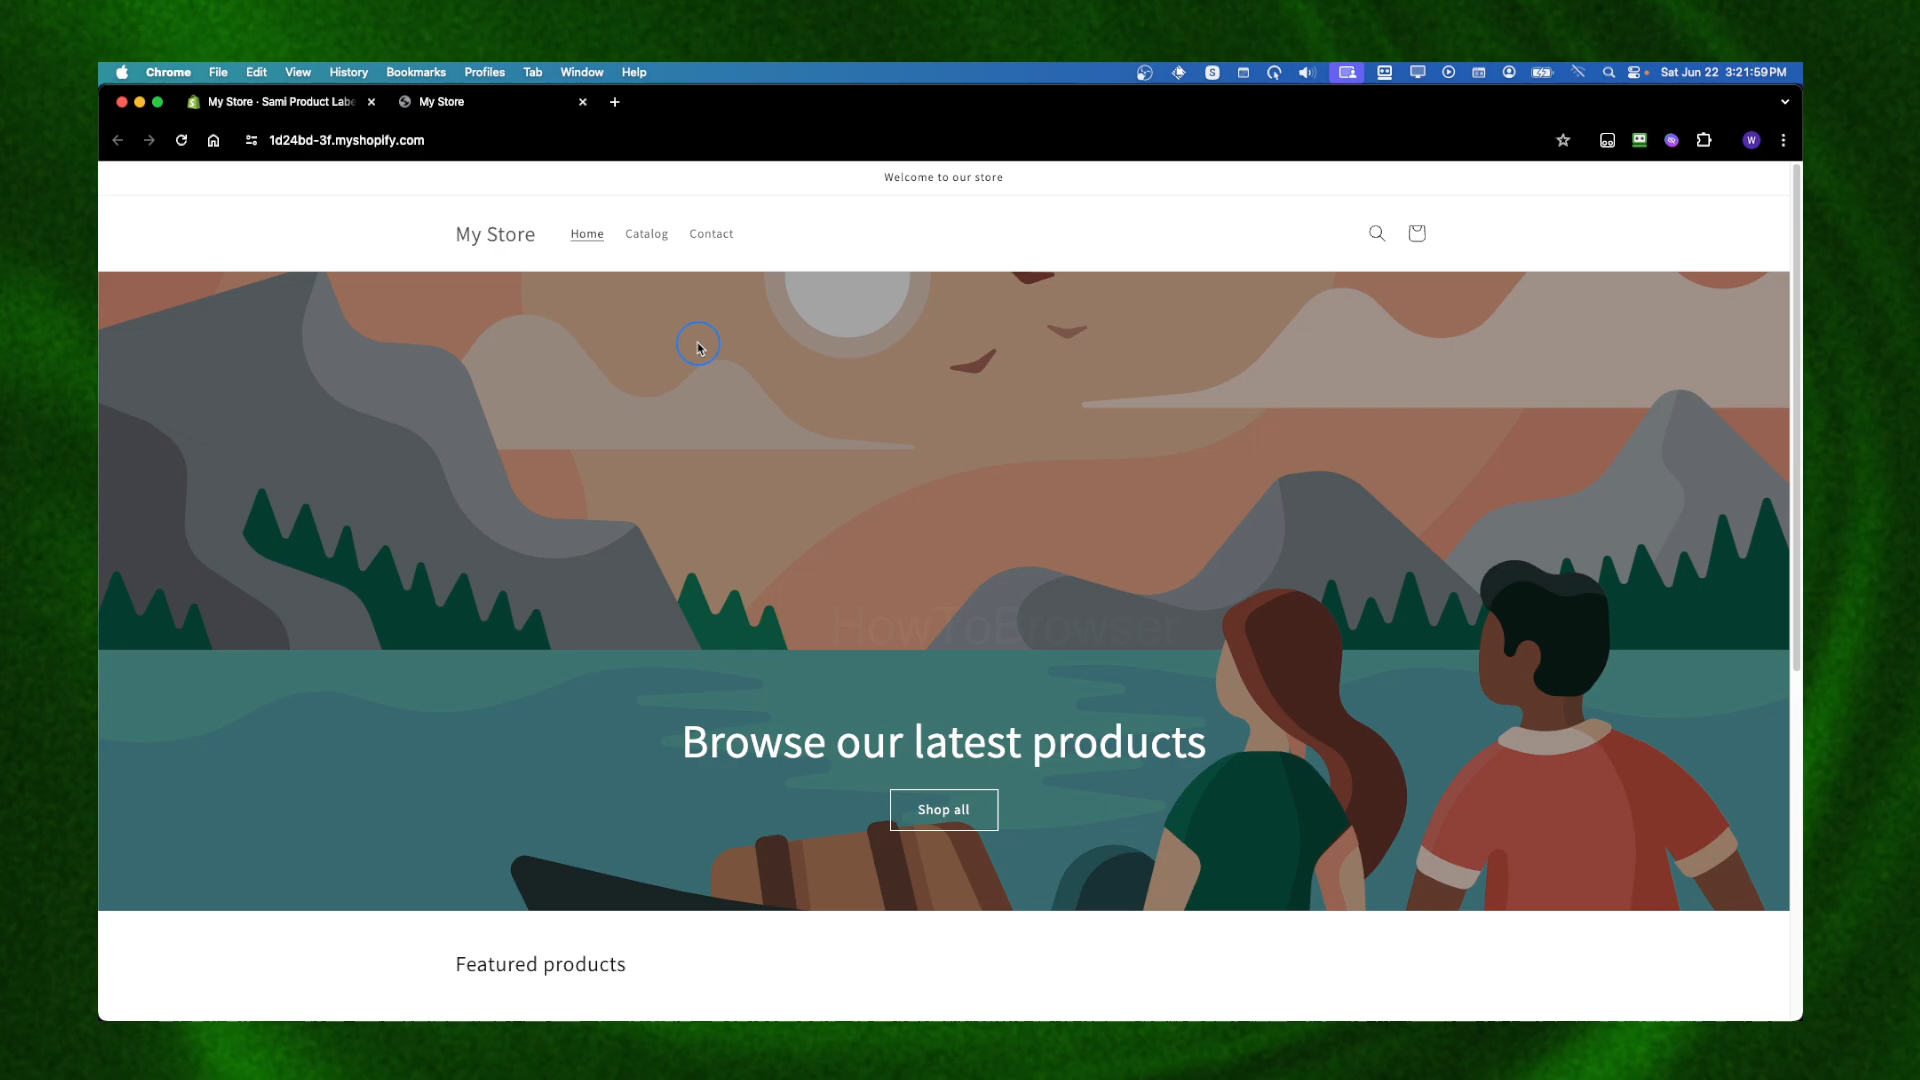 Chrome File Edit View History Bookmarks Profiles Tab Window Help S Sat Jun 22 3:21:59 PM
My Store · Sami Product Labe My Store
1d24bd-3f.myshopify.com W
Welcome to our store
My Store Home Catalog Contact
HowToBrowser
Browse our latest products
Shop all
Featured products